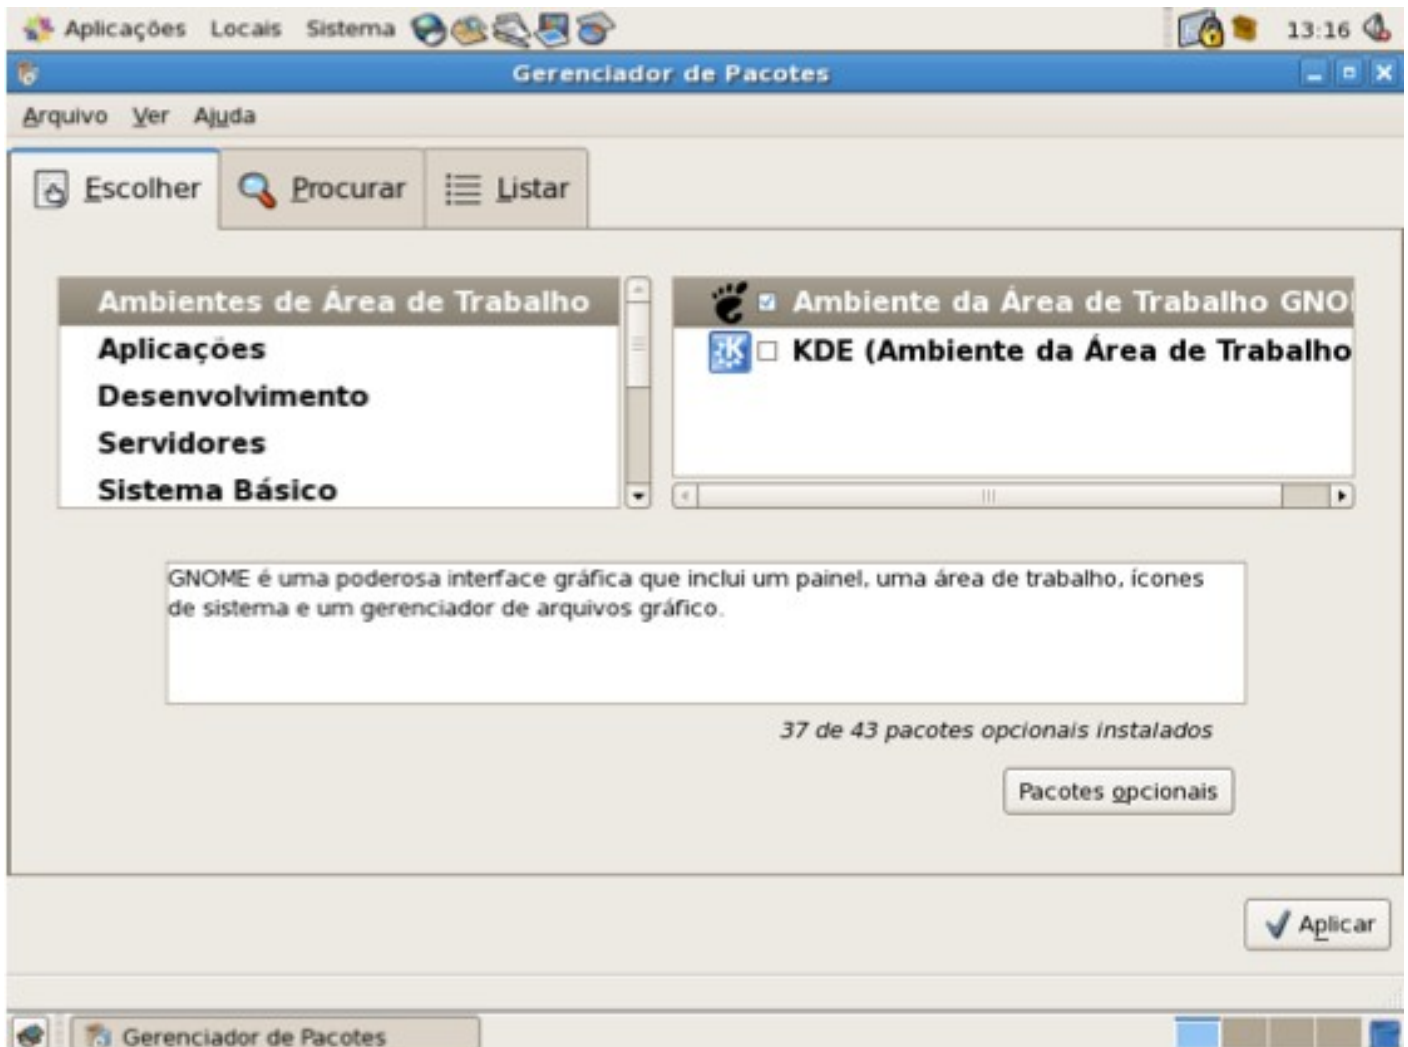 Aplicações Locais Sistema 13:16
Gerenciador de Pacotes
Arquivo Ver Ajuda
Escolher Procurar Listar
Ambientes de Área de Trabalho
Aplicações
Desenvolvimento
Servidores
Sistema Básico
Ambiente da Área de Trabalho GNO
KDE (Ambiente da Área de Trabalho
GNOME é uma poderosa interface gráfica que inclui um painel, uma área de trabalho, ícones
de sistema e um gerenciador de arquivos gráfico.
37 de 43 pacotes opcionais instalados
Pacotes opcionais
Aplicar
Gerenciador de Pacotes